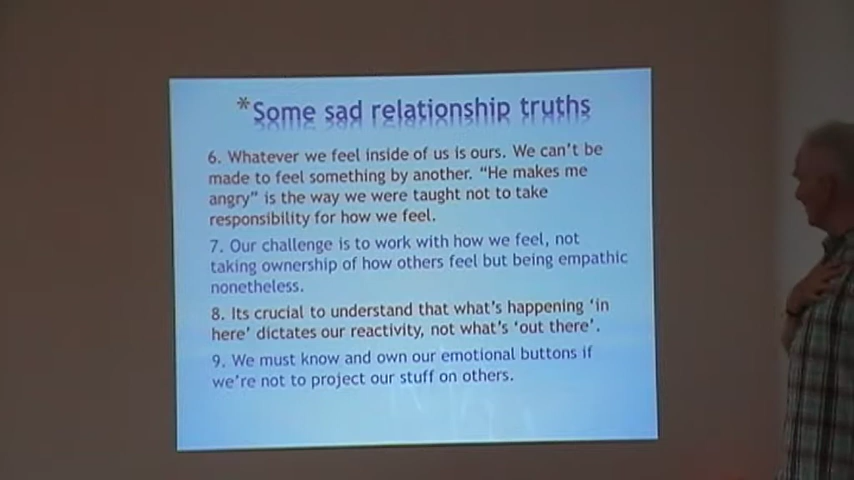 *Some sad relationship truths
6. Whatever we feel inside of us is ours. We can't be
made to feel something by another. “He makes me
angry” is the way we were taught not to take
responsibility for how we feel.
7. Our challenge is to work with how we feel, not
taking ownership of how others feel but being empathic
nonetheless.
8. Its crucial to understand that what's happening ‘in
here’ dictates our reactivity, not what's ‘out there’.
9. We must know and own our emotional buttons if
we're not to project our stuff on others.